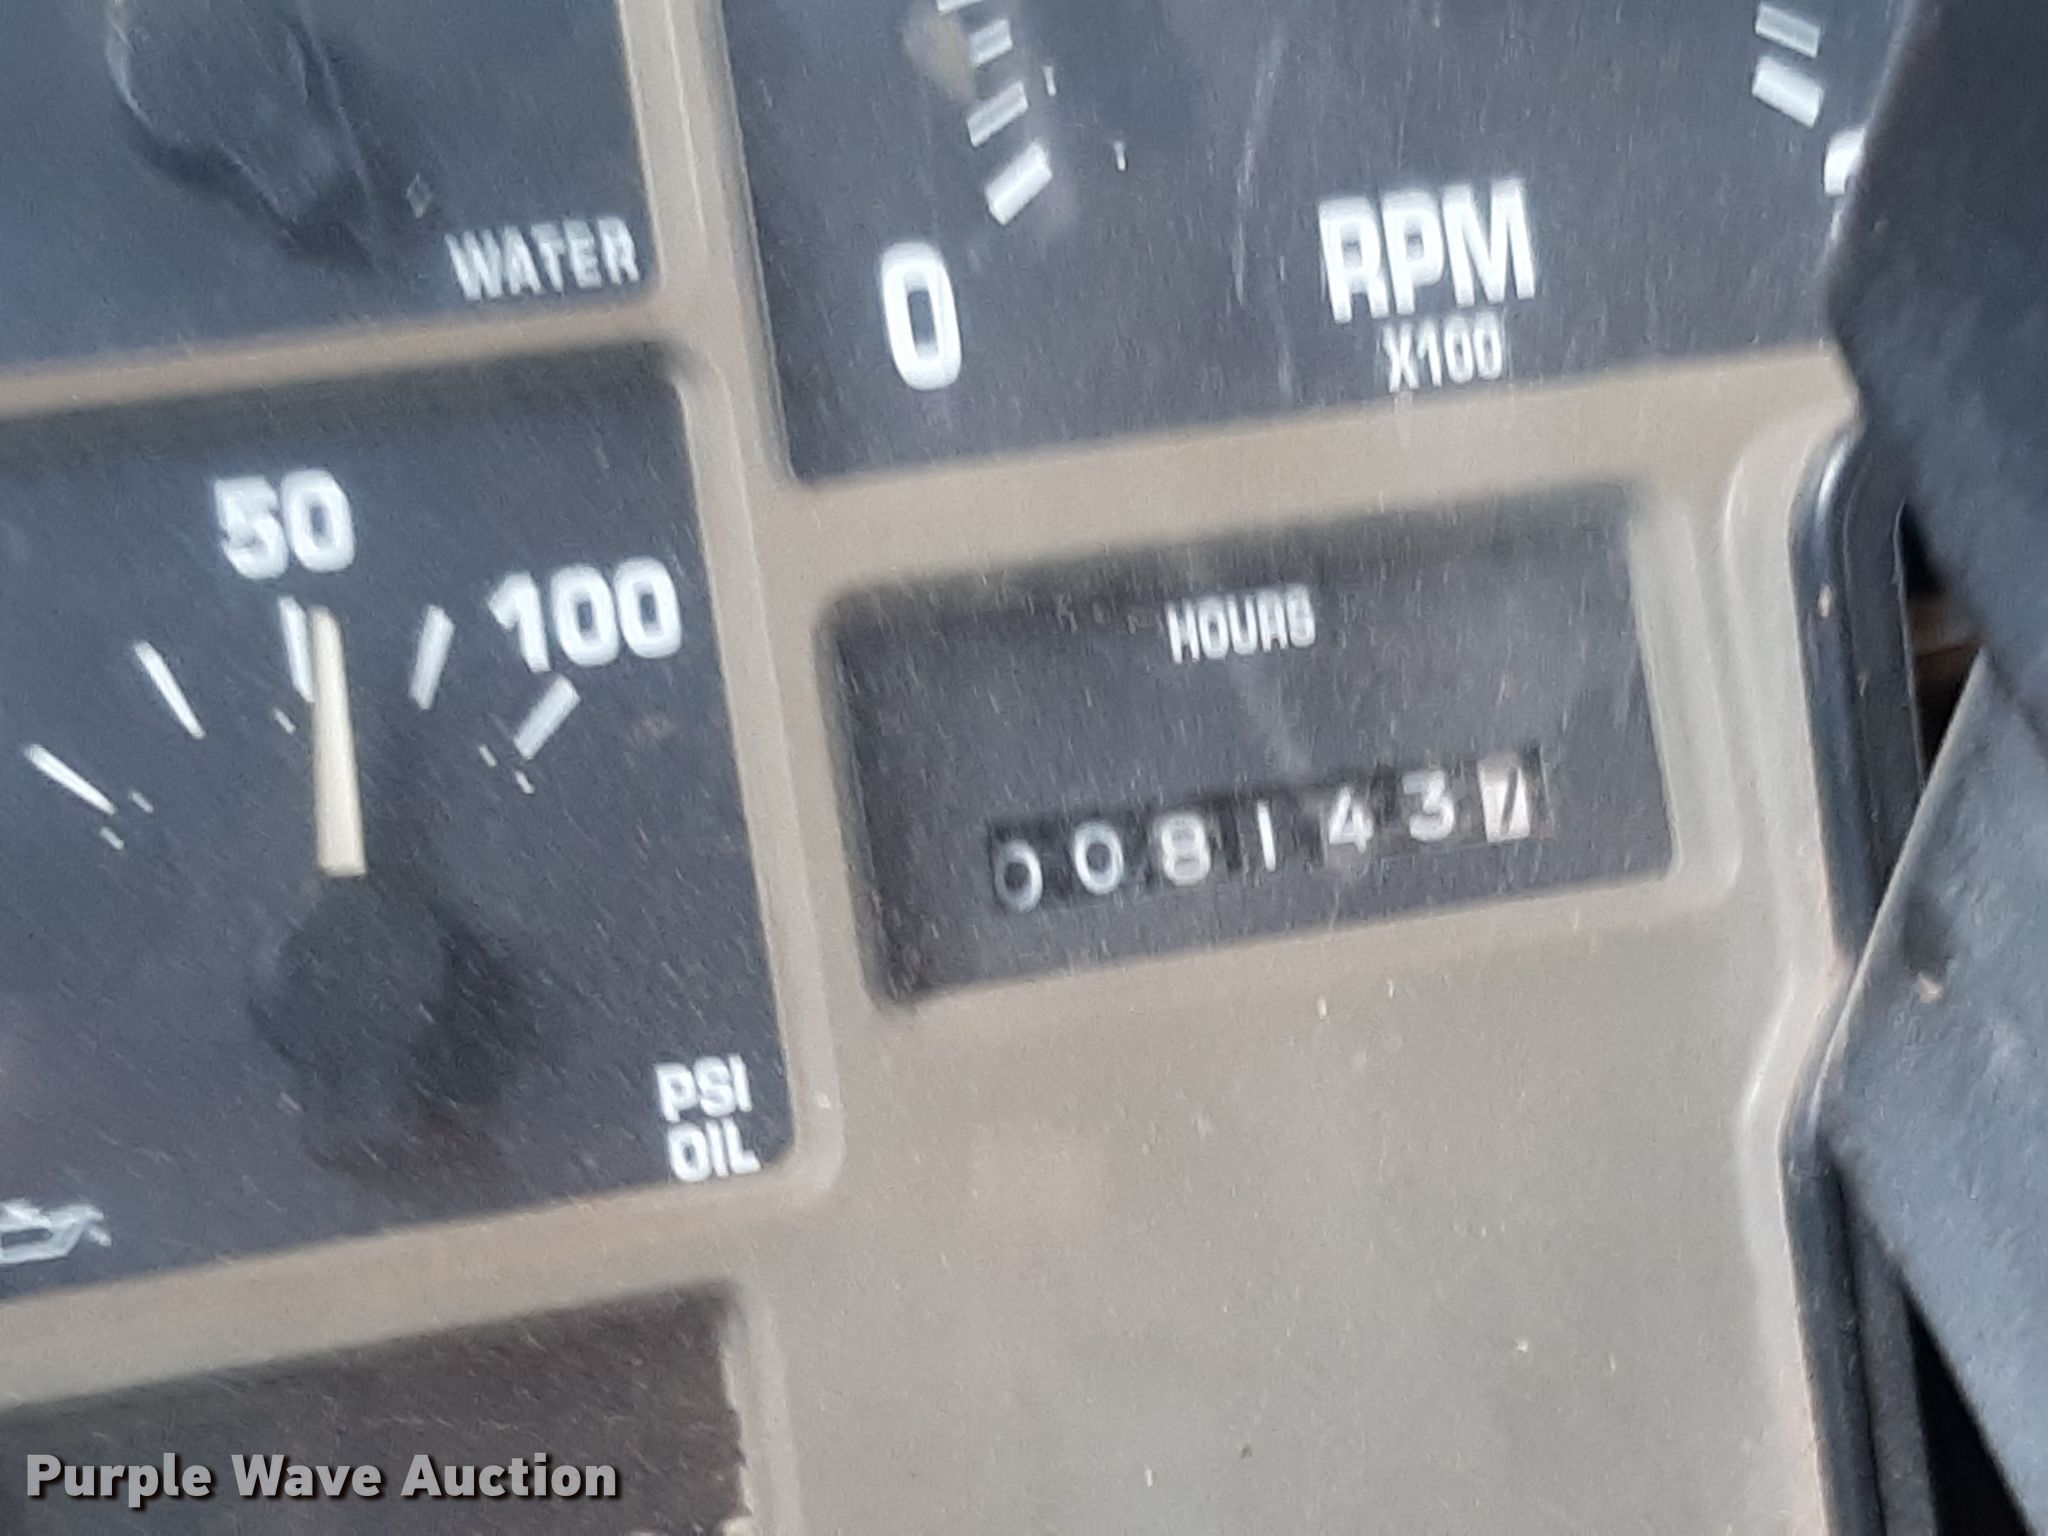 WATER
0
RPM
X100
50
100
HOURS
0081437
PSI
OIL
Purple Wave Auction